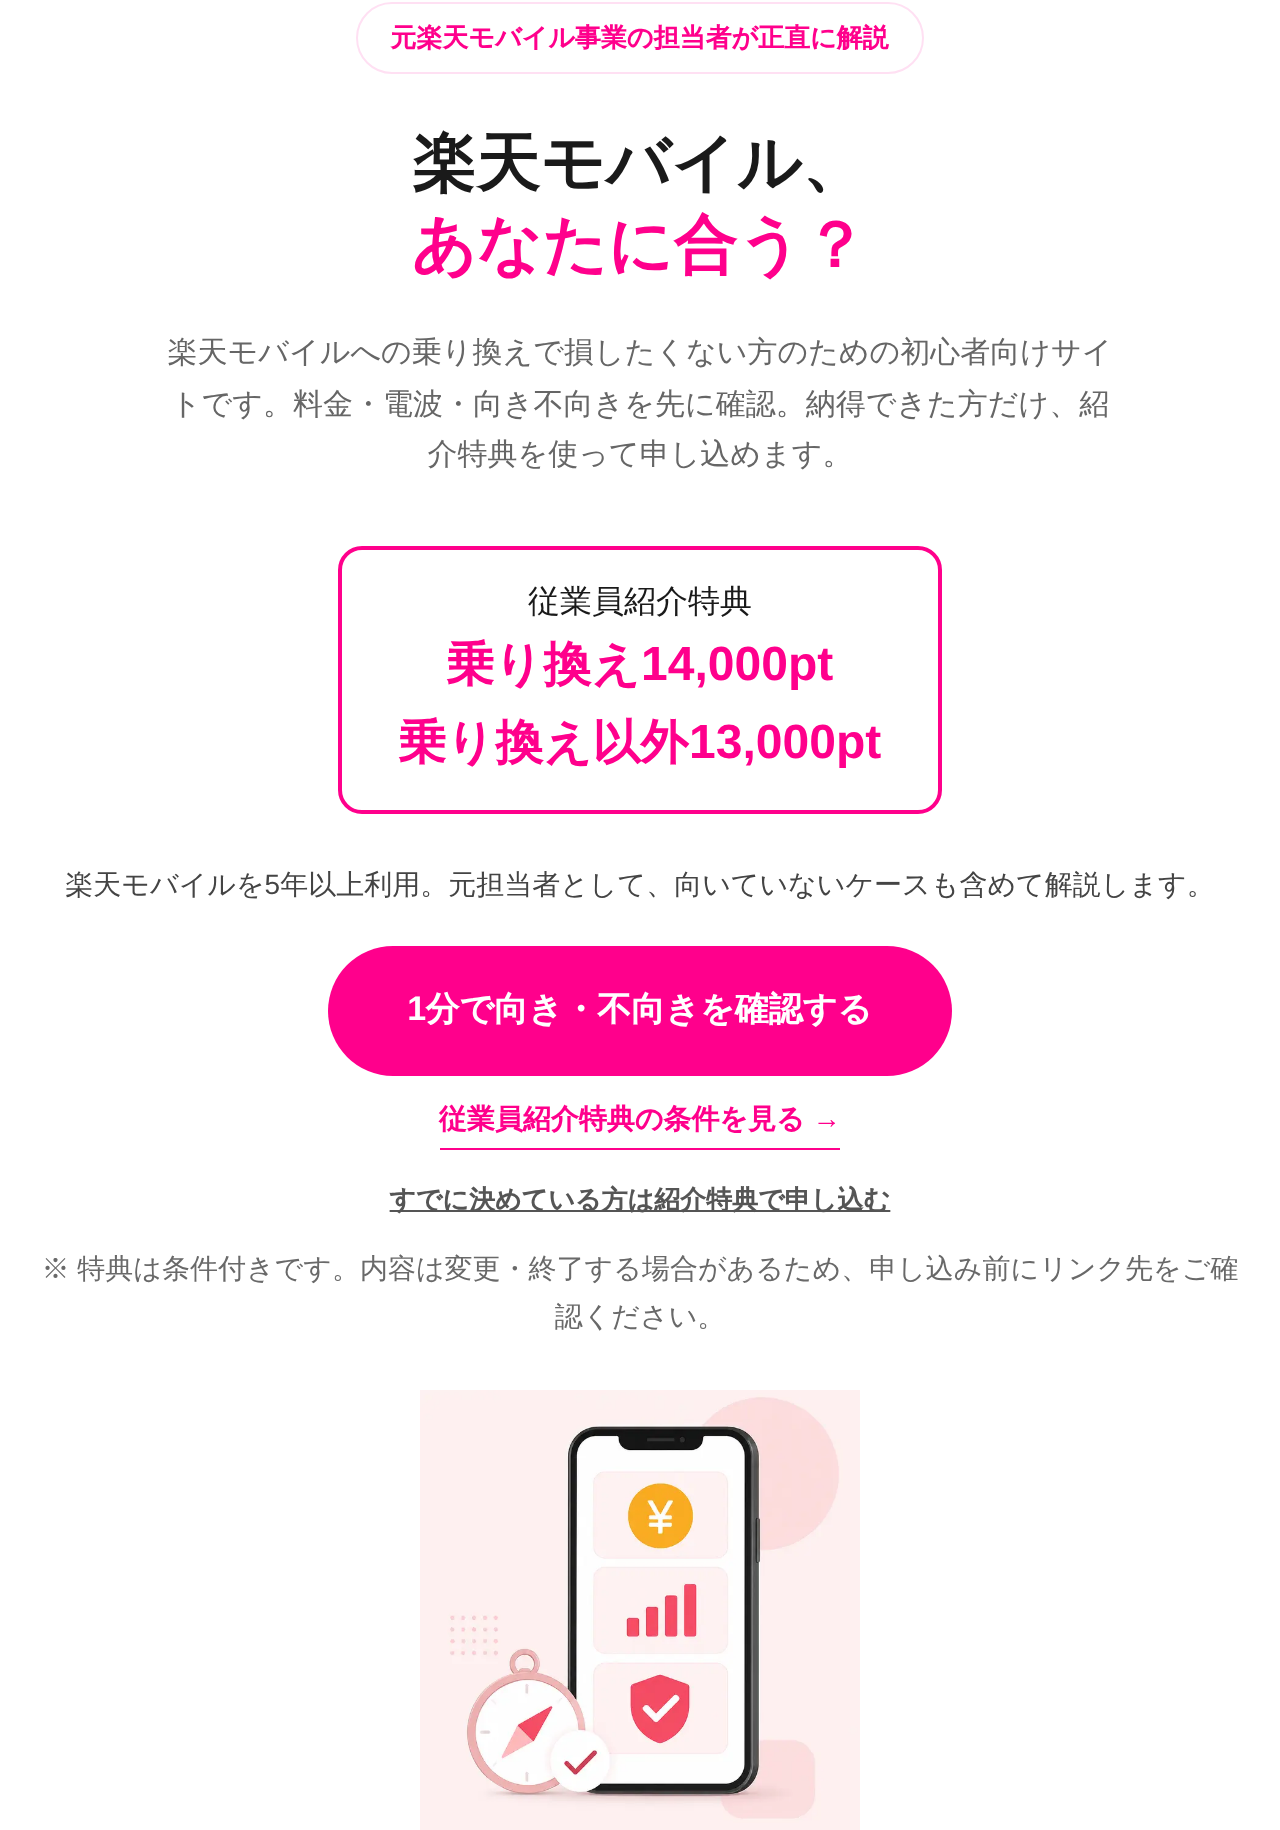 元楽天モバイル事業の担当者が正直に解説
楽天モバイル、
あなたに合う？
楽天モバイルへの乗り換えで損したくない方のための初心者向けサイ
トです。料金・電波・向き不向きを先に確認。納得できた方だけ、紹
介特典を使って申し込めます。
従業員紹介特典
乗り換え14,000pt
乗り換え以外13,000pt
楽天モバイルを5年以上利用。元担当者として、向いていないケースも含めて解説します。
1分で向き・不向きを確認する
従業員紹介特典の条件を見る →
すでに決めている方は紹介特典で申し込む
※ 特典は条件付きです。内容は変更・終了する場合があるため、申し込み前にリンク先をご確
認ください。
¥